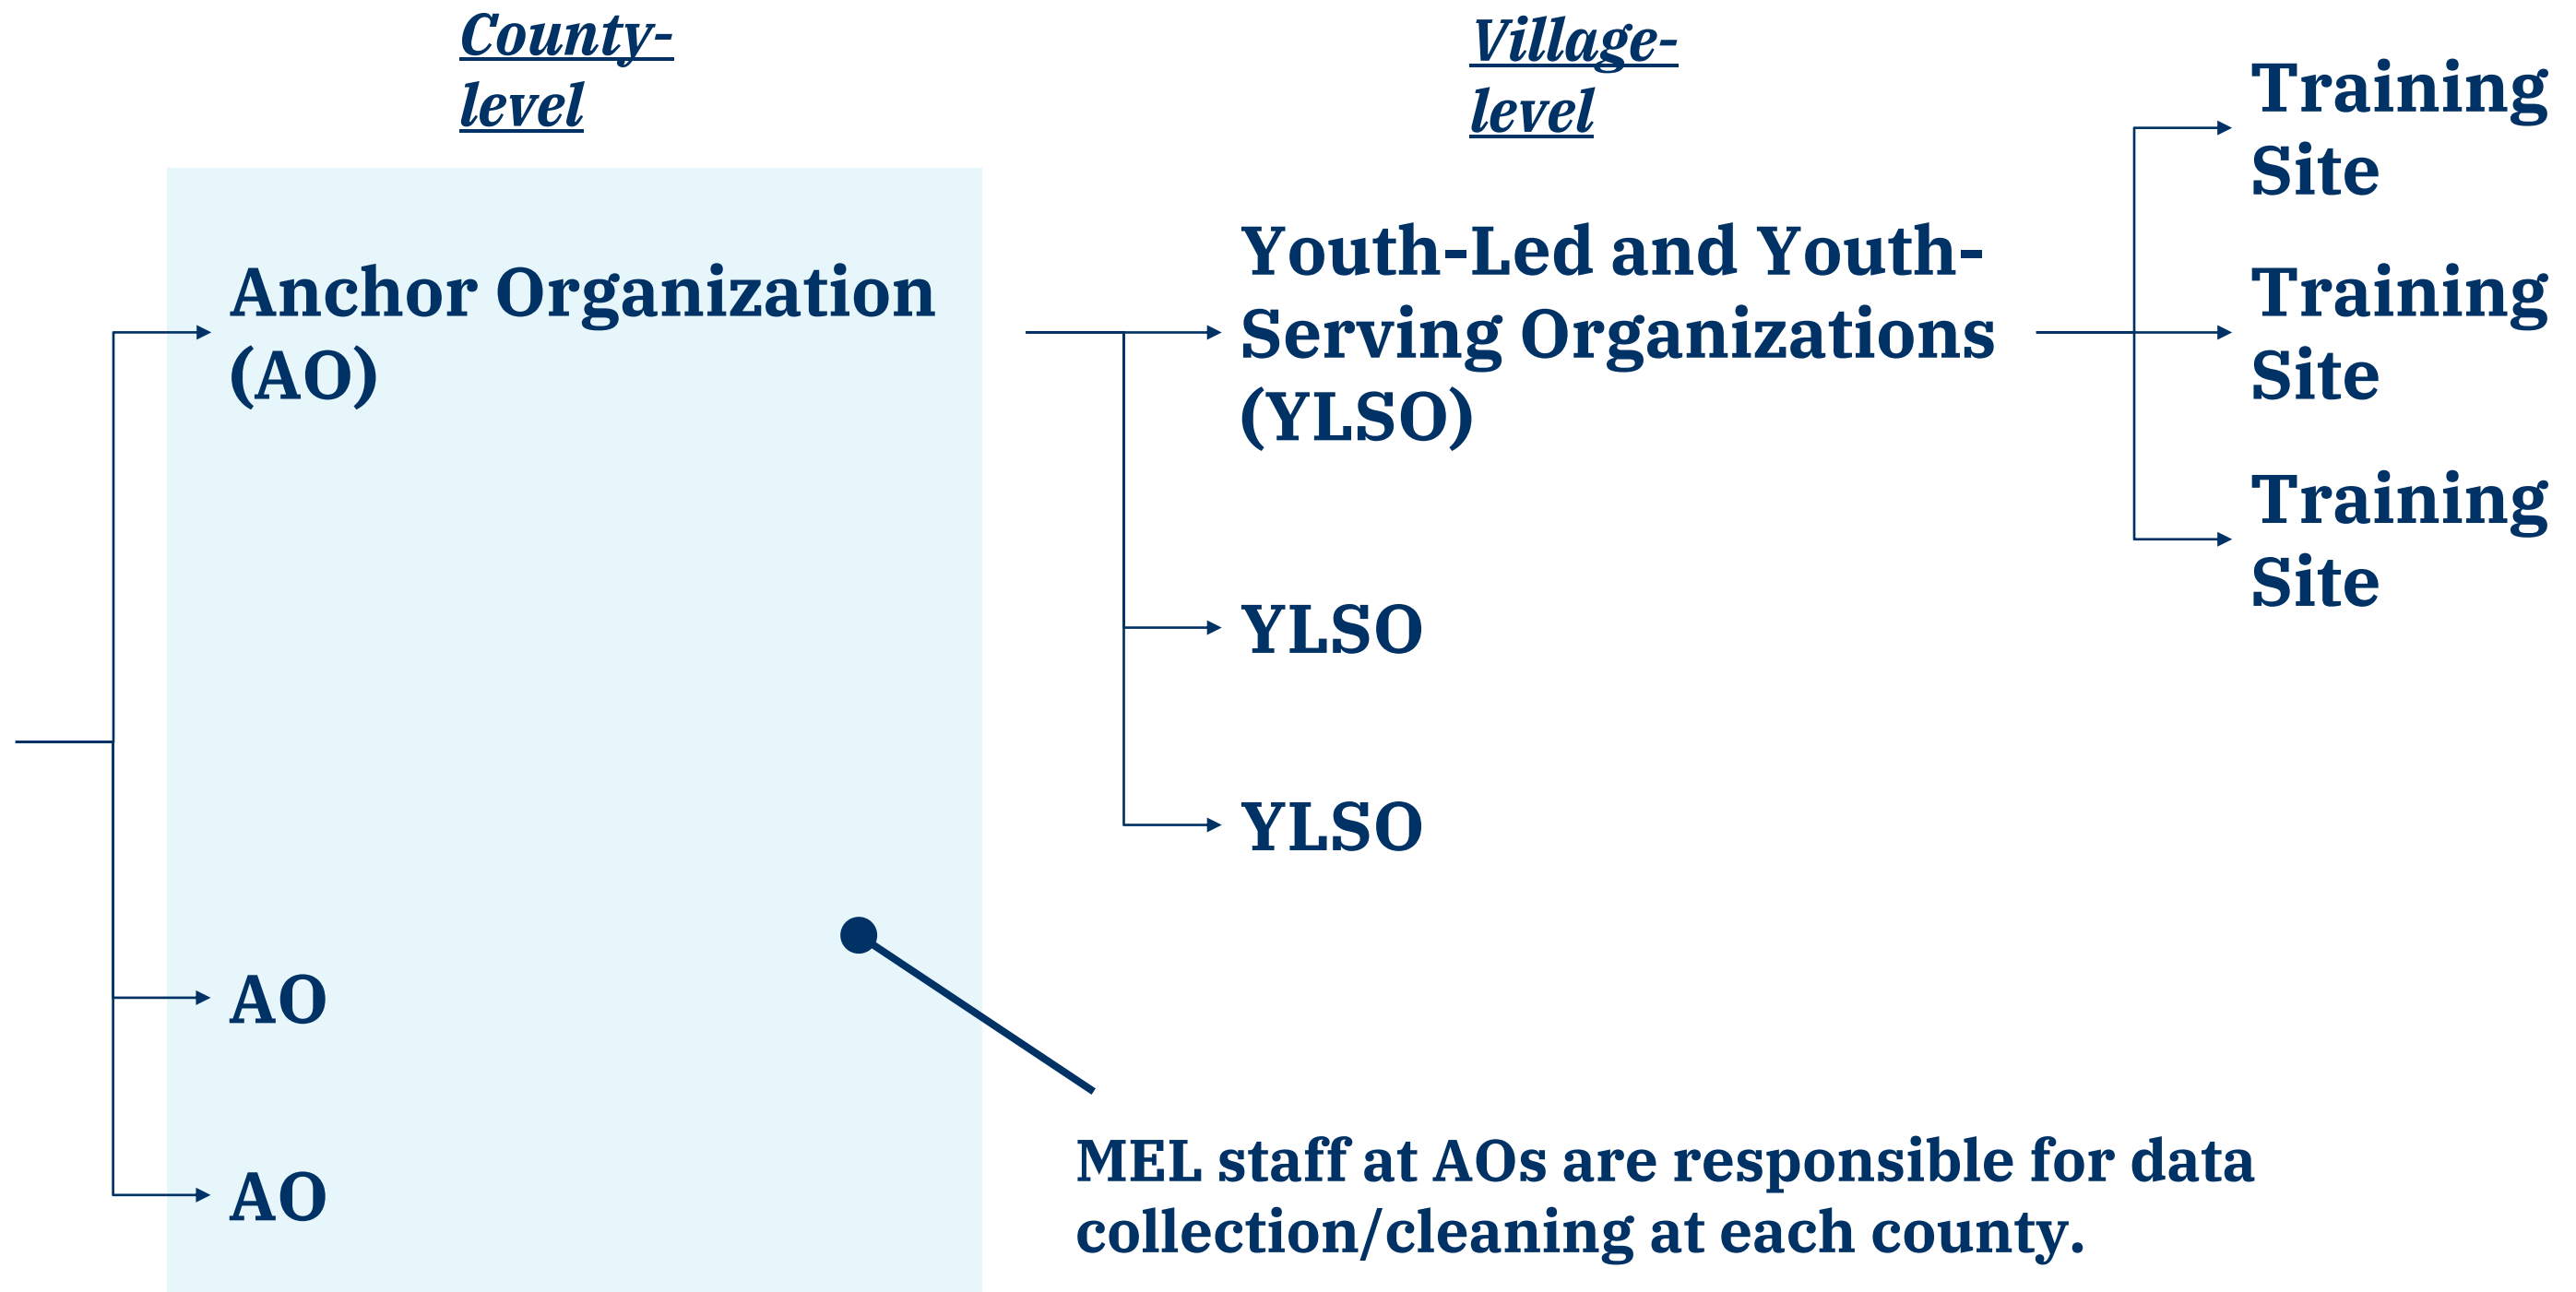 County-
level
Village-
level
Training
Site
Anchor Organization
(AO)
Youth-Led and Youth-
Serving Organizations
(YLSO)
Training
Site
Training
Site
YLSO
YLSO
AO
AO
MEL staff at AOs are responsible for data
collection/cleaning at each county.